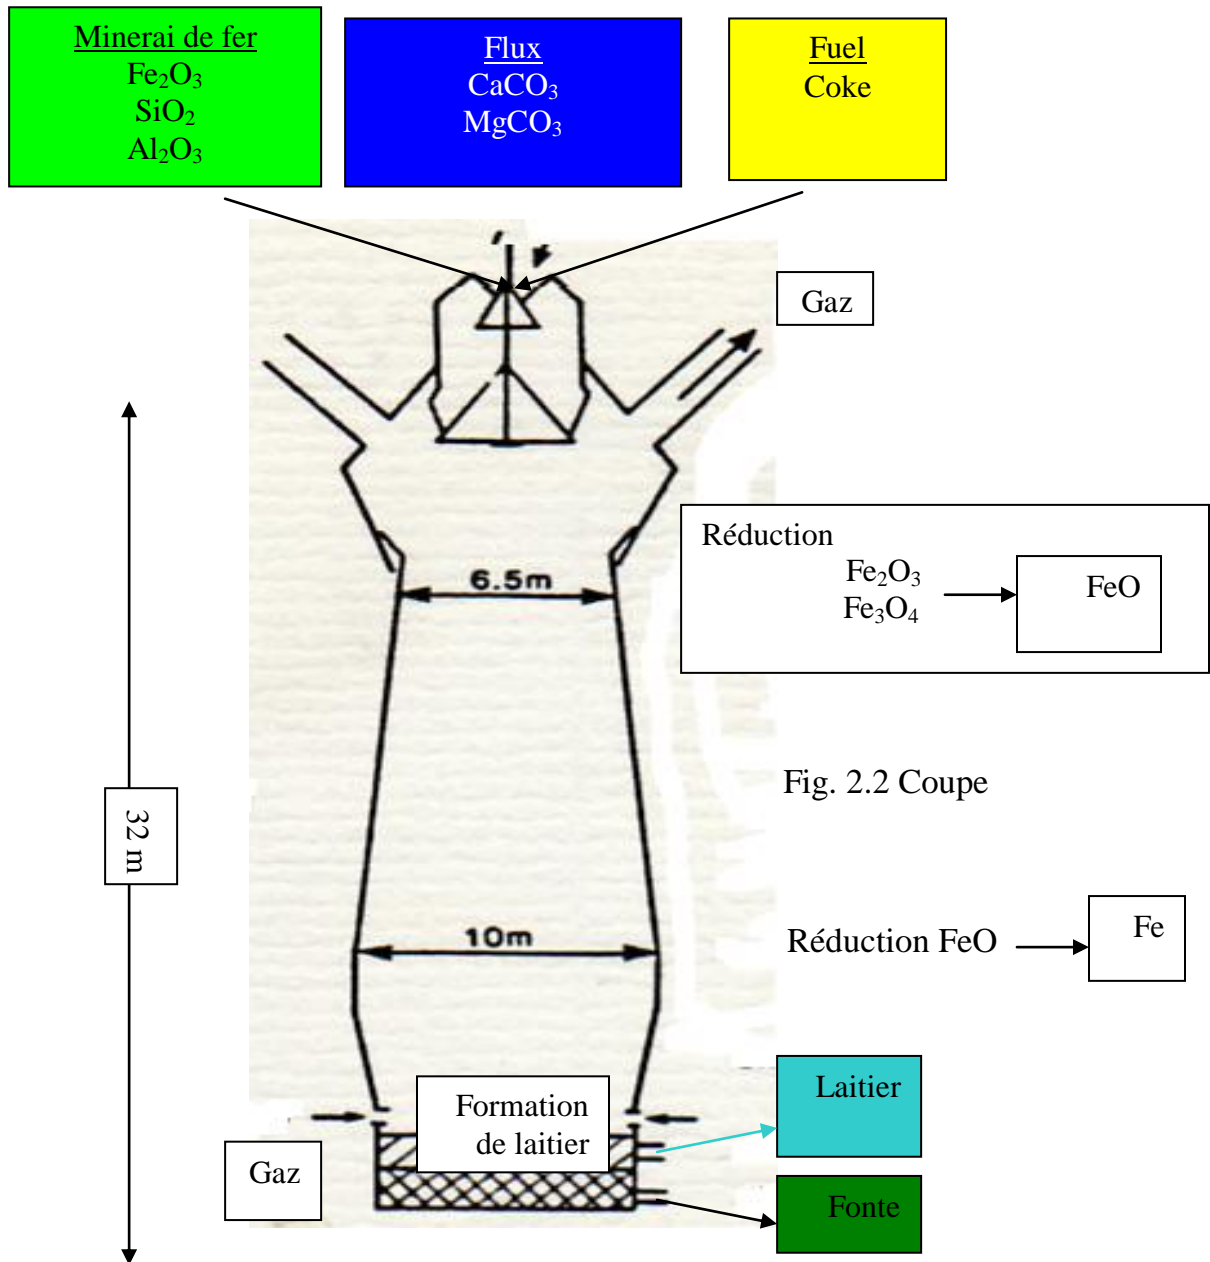 Minerai de fer
Fe₂O₃
SiO₂
Al₂O₃
Flux
CaCO₃
MgCO₃
Fuel
Coke
Gaz
Réduction
Fe₂O₃
Fe₃O₄
FeO
6.5m
Fig. 2.2 Coupe
32 m
10m
Réduction FeO
Fe
Formation
de laitier
Laitier
Gaz
Fonte